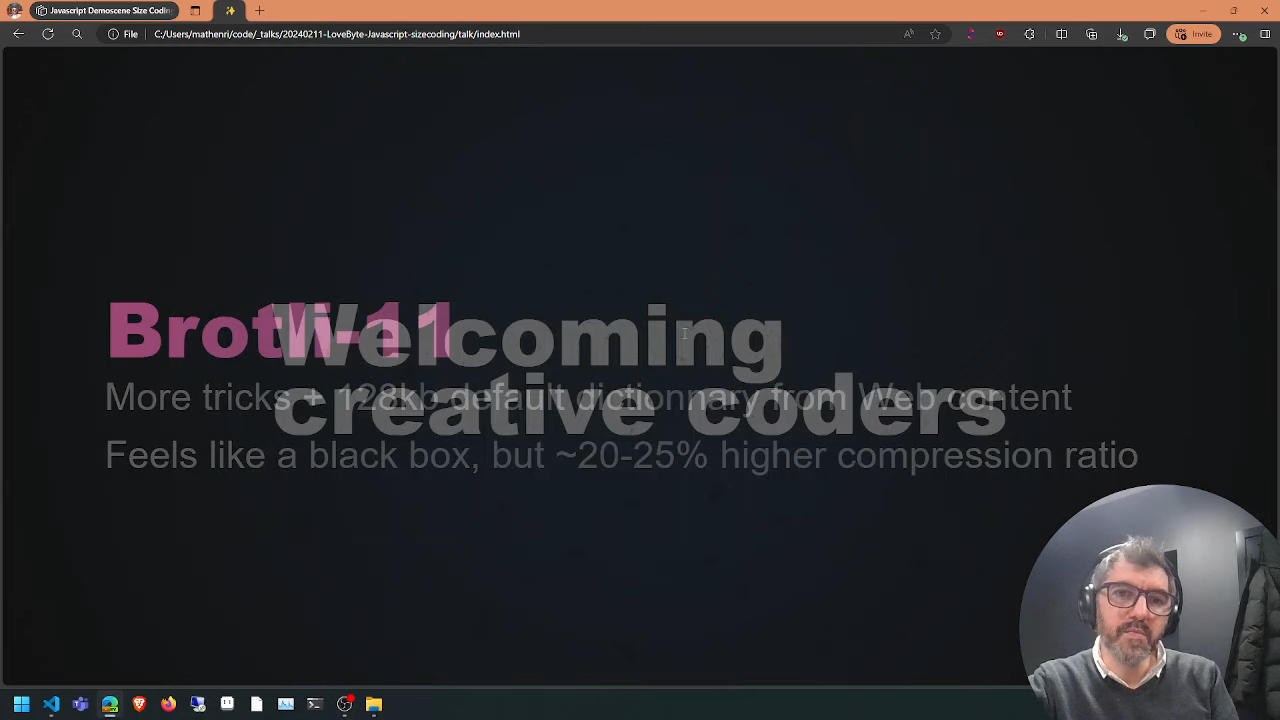 Javascript Demoscene Size Codin
File
C:/Users/mathenri/code/_talks/20240211-LoveByte-Javascript-sizecoding/talk/index.html
Invite
Brotli-11
Welcoming
More tricks + 128kb default dictionnary from Web content
creative coders
Feels like a black box, but ~20-25% higher compression ratio